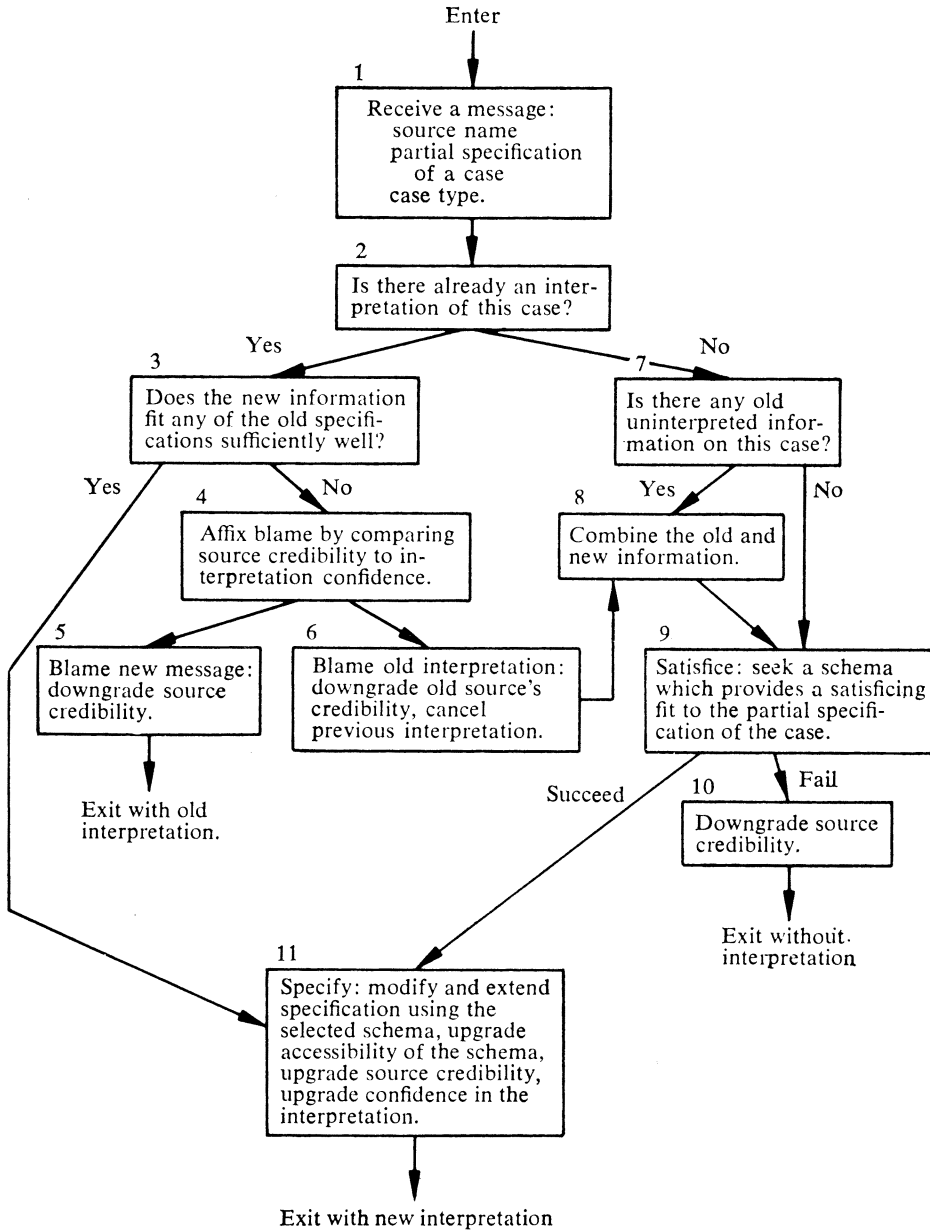 Enter
1
Receive a message:
source name
partial specification
of a case
case type.
2
Is there already an inter-
pretation of this case?
Yes
No
3
Does the new information
fit any of the old specifi-
cations sufficiently well?
7
Is there any old
uninterpreted infor-
mation on this case?
Yes
No
Yes
No
4
Affix blame by comparing
source credibility to in-
terpretation confidence.
8
Combine the old and
new information.
5
Blame new message:
downgrade source
credibility.
6
Blame old interpretation:
downgrade old source's
credibility, cancel
previous interpretation.
9
Satisfice: seek a schema
which provides a satisficing
fit to the partial specifi-
cation of the case.
Exit with old
interpretation.
Succeed
Fail
10
Downgrade source
credibility.
Exit without
interpretation
11
Specify: modify and extend
specification using the
selected schema, upgrade
accessibility of the schema,
upgrade source credibility,
upgrade confidence in the
interpretation.
Exit with new interpretation